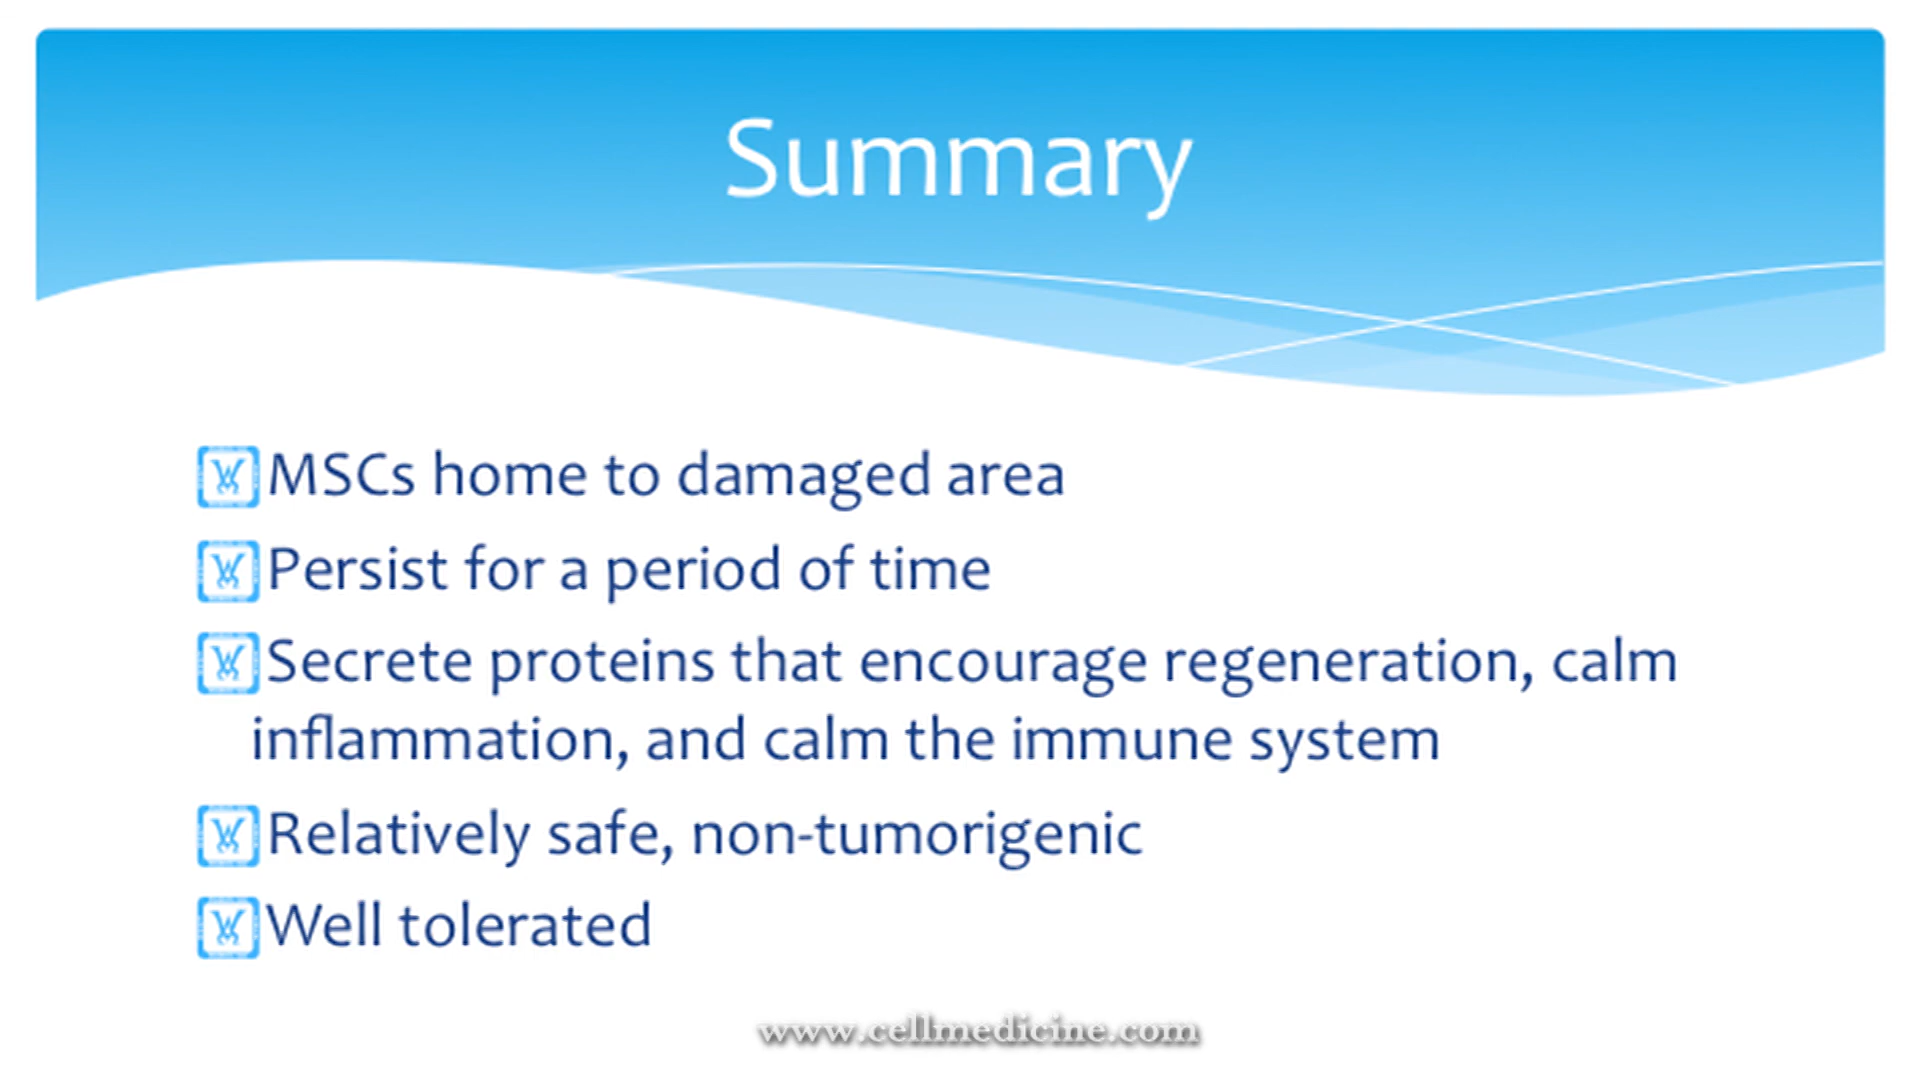 Summary
MSCs home to damaged area
Persist for a period of time
Secrete proteins that encourage regeneration, calm
inflammation, and calm the immune system
Relatively safe, non-tumorigenic
Well tolerated
www.cellmedicine.com